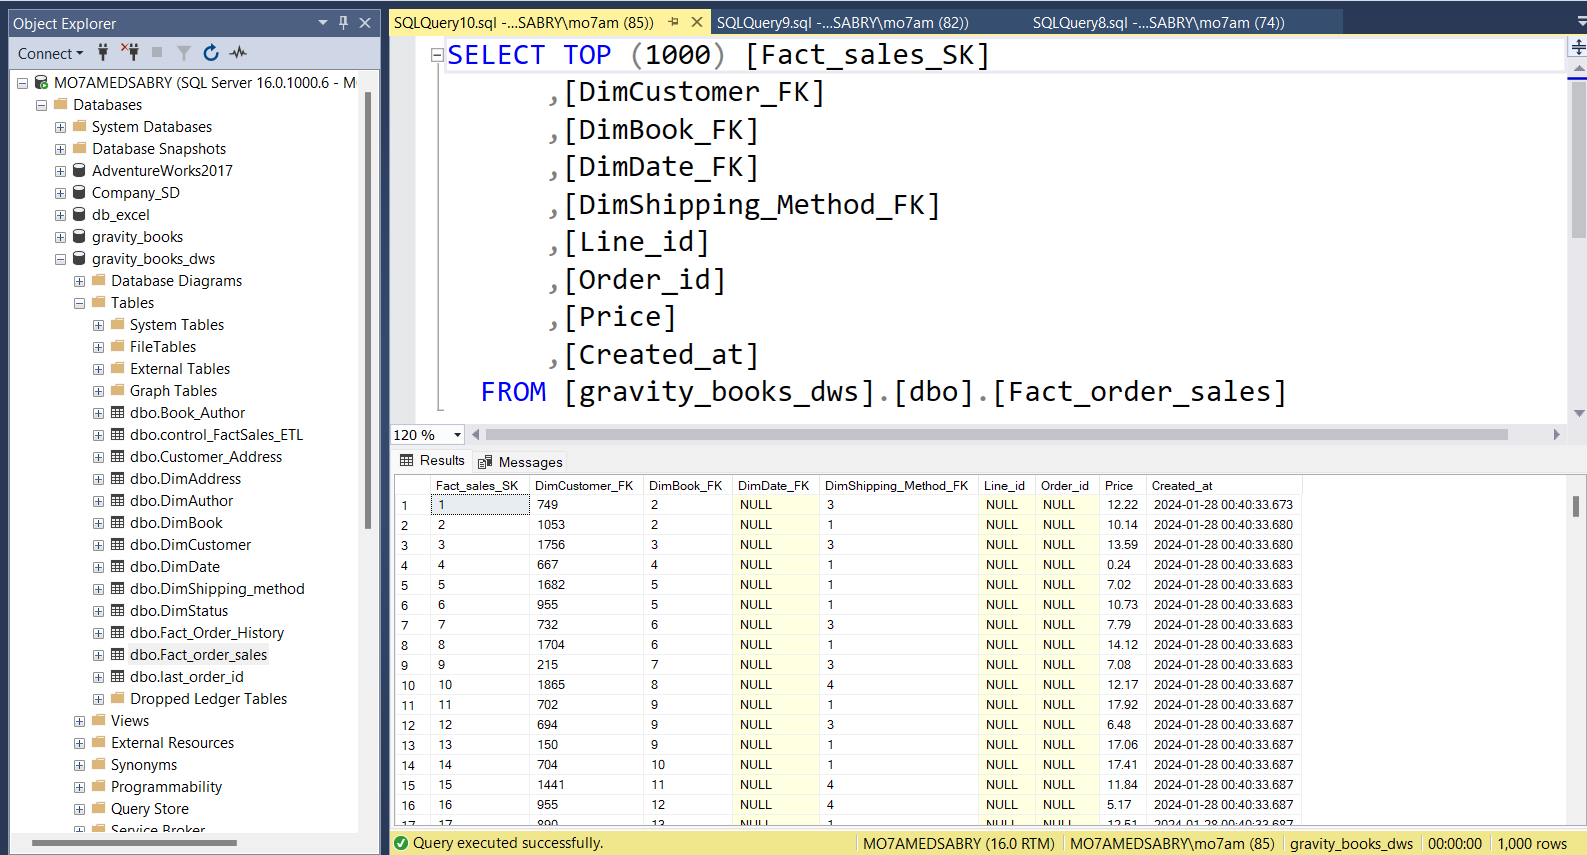 Object Explorer
Connect
MO7AMEDSABRY (SQL Server 16.0.1000.6 - M
Databases
System Databases
Database Snapshots
AdventureWorks2017
Company_SD
db_excel
gravity_books
gravity_books_dws
Database Diagrams
Tables
System Tables
FileTables
External Tables
Graph Tables
dbo.Book_Author
dbo.control_FactSales_ETL
dbo.Customer_Address
dbo.DimAddress
dbo.DimAuthor
dbo.DimBook
dbo.DimCustomer
dbo.DimDate
dbo.DimShipping_method
dbo.DimStatus
dbo.Fact_Order_History
dbo.Fact_order_sales
dbo.last_order_id
Dropped Ledger Tables
Views
External Resources
Synonyms
Programmability
Query Store
Service Broker
SQLQuery10.sql -...SABRY\mo7am (85)) SQLQuery9.sql -...SABRY\mo7am (82)) SQLQuery8.sql -...SABRY\mo7am (74))
SELECT TOP (1000) [Fact_sales_SK]
,[DimCustomer_FK]
,[DimBook_FK]
,[DimDate_FK]
,[DimShipping_Method_FK]
,[Line_id]
,[Order_id]
,[Price]
,[Created_at]
FROM [gravity_books_dws].[dbo].[Fact_order_sales]
120 %
Results Messages
Fact_sales_SK DimCustomer_FK DimBook_FK DimDate_FK DimShipping_Method_FK Line_id Order_id Price Created_at
1 1 749 2 NULL 3 NULL NULL 12.22 2024-01-28 00:40:33.673
2 2 1053 2 NULL 1 NULL NULL 10.14 2024-01-28 00:40:33.680
3 3 1756 3 NULL 3 NULL NULL 13.59 2024-01-28 00:40:33.680
4 4 667 4 NULL 1 NULL NULL 0.24 2024-01-28 00:40:33.683
5 5 1682 5 NULL 1 NULL NULL 7.02 2024-01-28 00:40:33.683
6 6 955 5 NULL 1 NULL NULL 10.73 2024-01-28 00:40:33.683
7 7 732 6 NULL 3 NULL NULL 7.79 2024-01-28 00:40:33.683
8 8 1704 6 NULL 1 NULL NULL 14.12 2024-01-28 00:40:33.683
9 9 215 7 NULL 3 NULL NULL 7.08 2024-01-28 00:40:33.683
10 10 1865 8 NULL 4 NULL NULL 12.17 2024-01-28 00:40:33.687
11 11 702 9 NULL 1 NULL NULL 17.92 2024-01-28 00:40:33.687
12 12 694 9 NULL 3 NULL NULL 6.48 2024-01-28 00:40:33.687
13 13 150 9 NULL 1 NULL NULL 17.06 2024-01-28 00:40:33.687
14 14 704 10 NULL 1 NULL NULL 17.41 2024-01-28 00:40:33.687
15 15 1441 11 NULL 4 NULL NULL 11.84 2024-01-28 00:40:33.687
16 16 955 12 NULL 4 NULL NULL 5.17 2024-01-28 00:40:33.687
17 17 890 13 NULL 1 NULL NULL 12.51 2024-01-28 00:40:33.687
Query executed successfully. MO7AMEDSABRY (16.0 RTM) MO7AMEDSABRY\mo7am (85) gravity_books_dws 00:00:00 1,000 rows